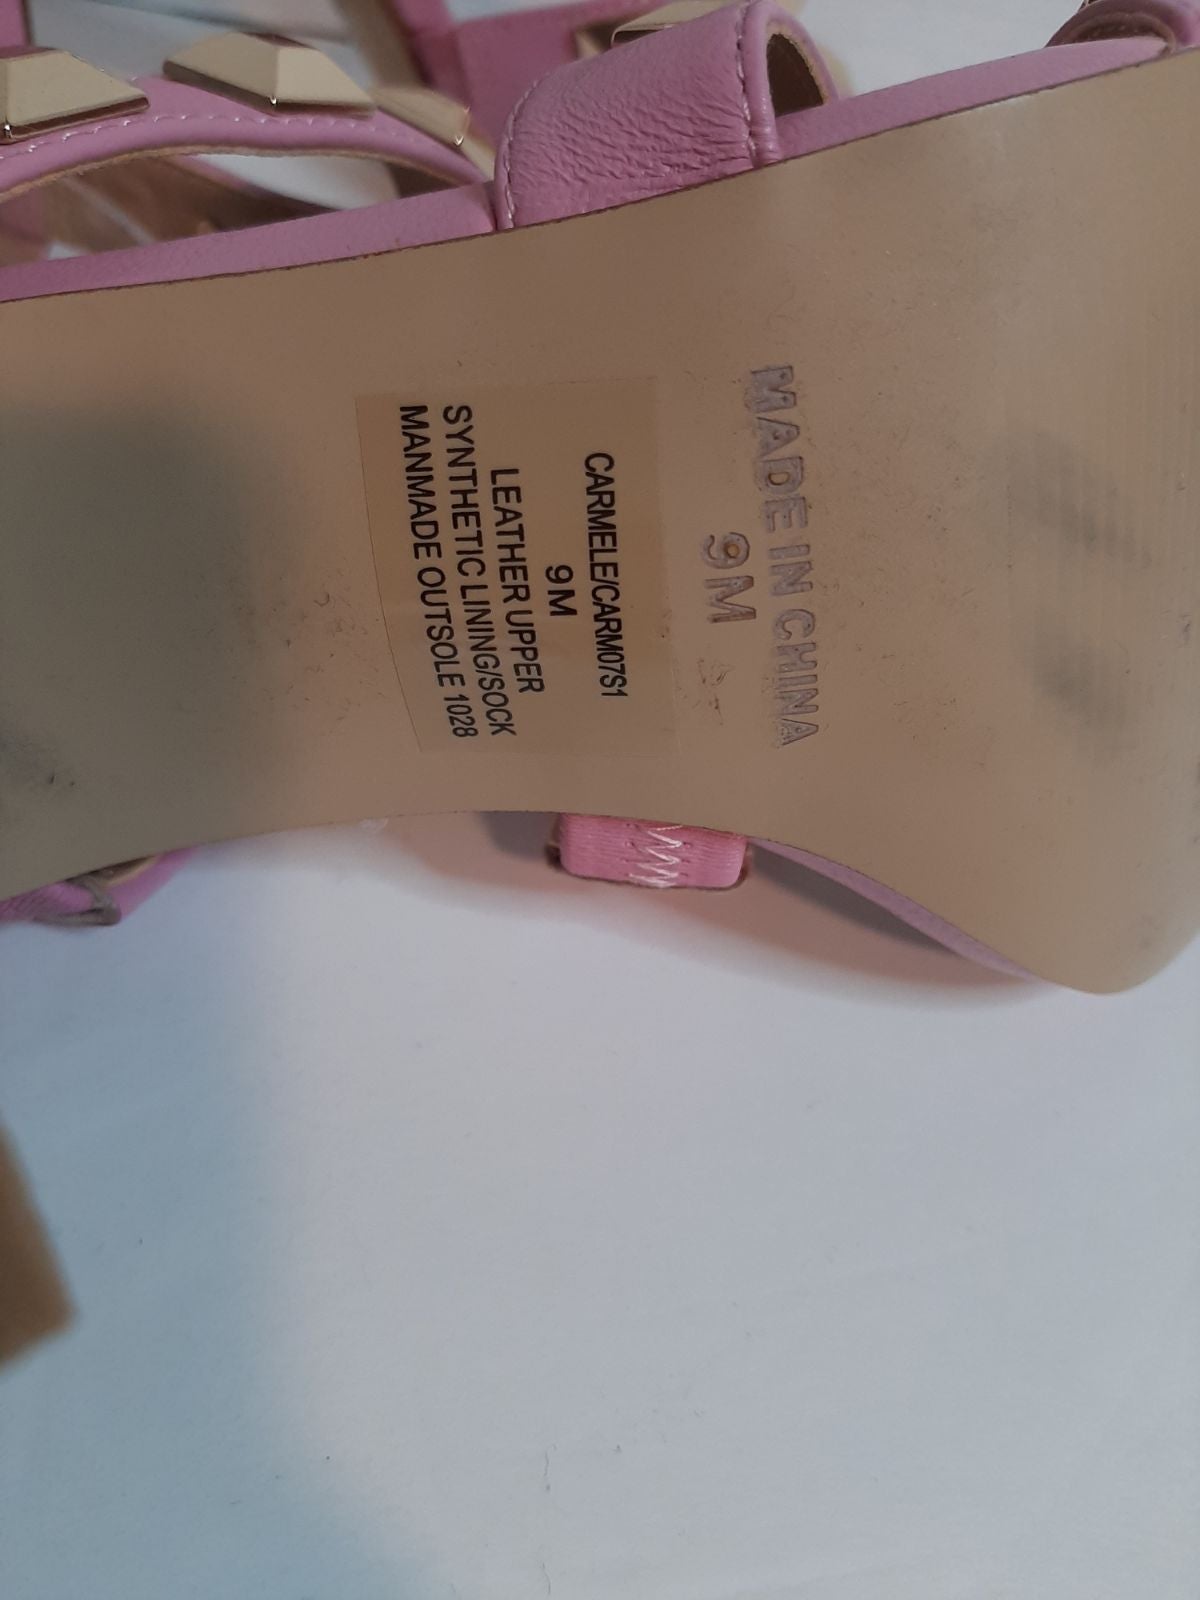 MADE IN CHINA
9M
CARMELE/CARM07S1
9M
LEATHER UPPER
SYNTHETIC LINING/SOCK
MANMADE OUTSOLE 1028